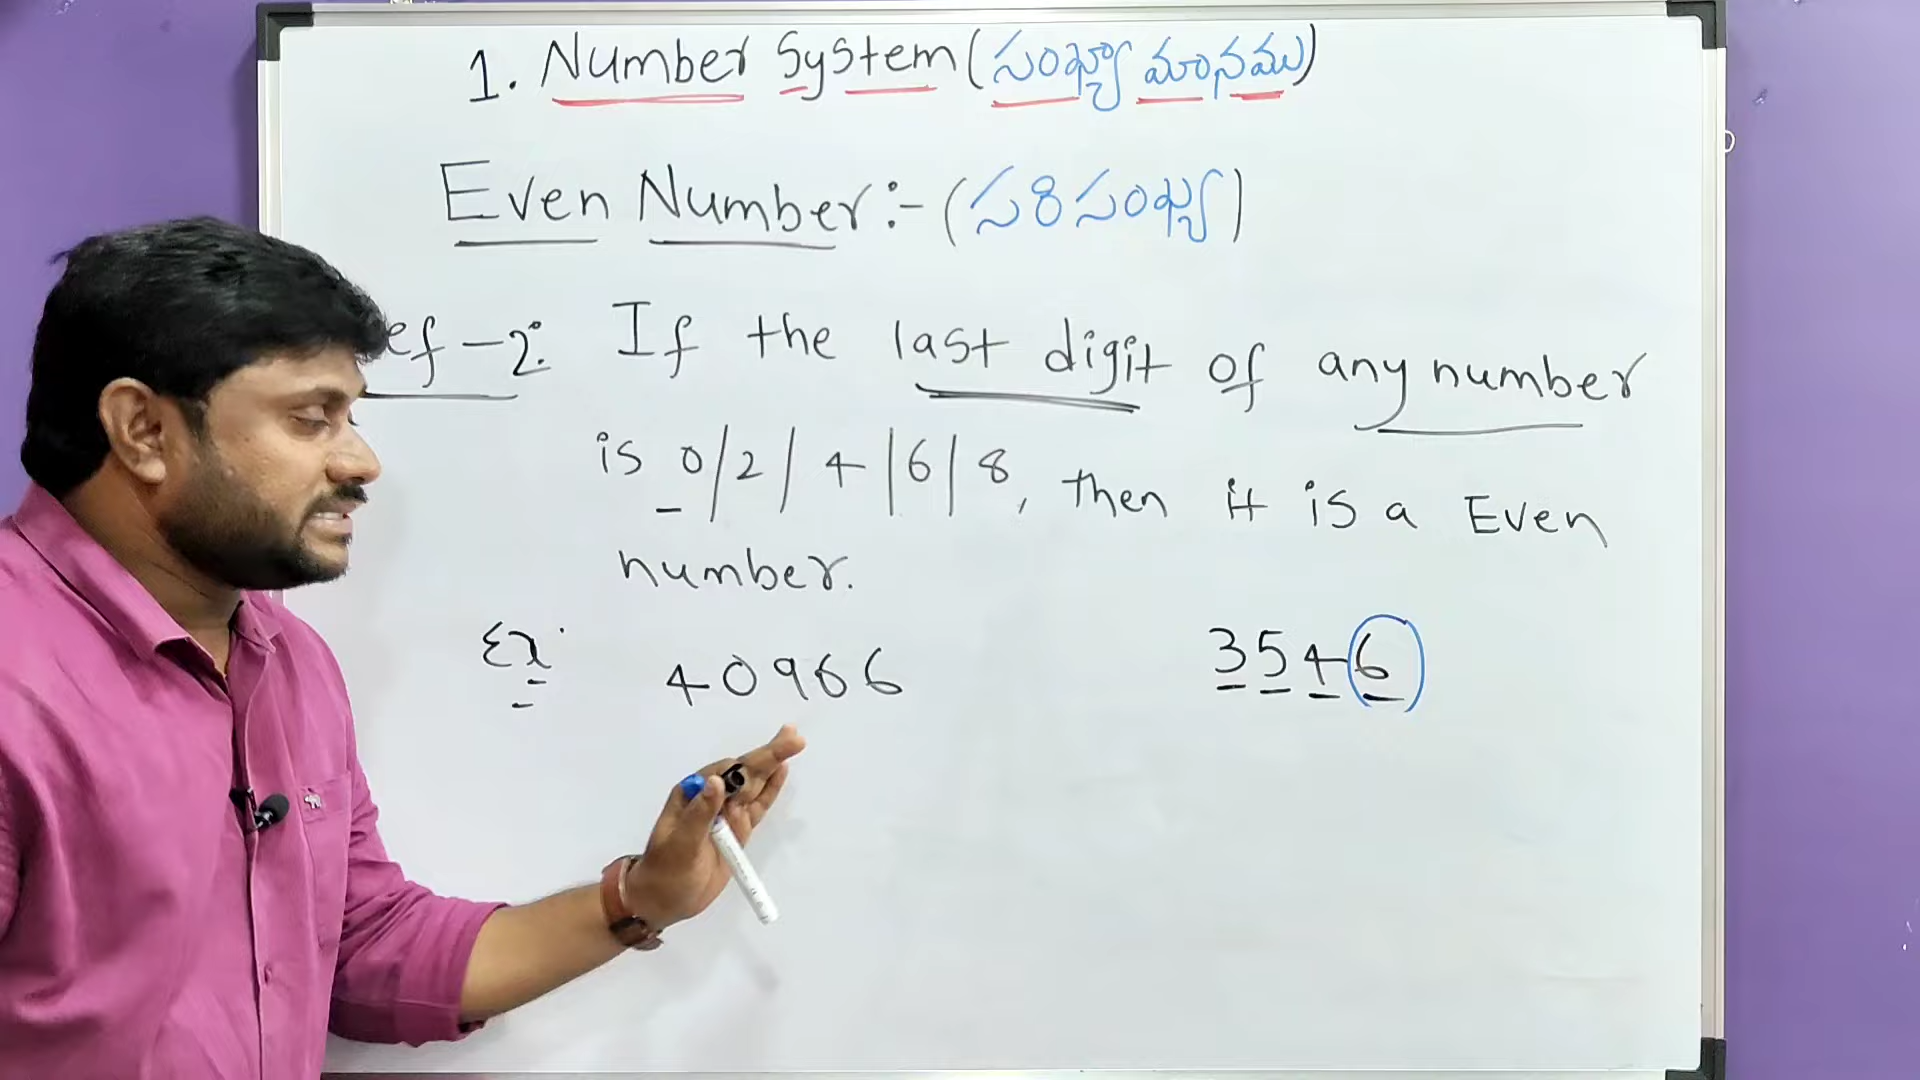 1. Number System (సంఖ్యా మానము)
Even Number:- (సరి సంఖ్య)
ef-2: If the last digit of any number
is 0/2/4/6/8, then it is a Even
number.
Ex: 40966 3546